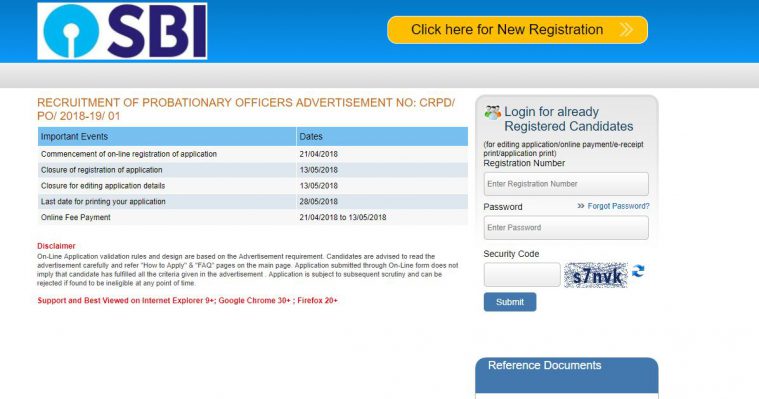 SBI
Click here for New Registration
RECRUITMENT OF PROBATIONARY OFFICERS ADVERTISEMENT NO: CRPD/
PO/ 2018-19/ 01
Important Events Dates
Commencement of on-line registration of application 21/04/2018
Closure of registration of application 13/05/2018
Closure for editing application details 13/05/2018
Last date for printing your application 28/05/2018
Online Fee Payment 21/04/2018 to 13/05/2018
Disclaimer
On-Line Application validation rules and design are based on the Advertisement requirement. Candidates are advised to read the
advertisement carefully and refer "How to Apply" & "FAQ" pages on the main page. Application submitted through On-Line form does not
imply that candidate has fulfilled all the criteria given in the advertisement . Application is subject to subsequent scrutiny and can be
rejected if found to be ineligible at any point of time.
Support and Best Viewed on Internet Explorer 9+; Google Chrome 30+ ; Firefox 20+
Login for already
Registered Candidates
(for editing application/online payment/e-receipt
print/application print)
Registration Number
Enter Registration Number
Password >> Forgot Password?
Enter Password
Security Code
s7nvk
Submit
Reference Documents